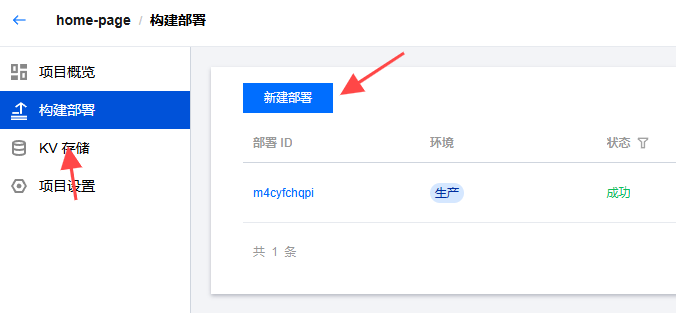 home-page / 构建部署
项目概览
构建部署
KV 存储
项目设置
新建部署
部署 ID 环境 状态
m4cyfchqpi 生产 成功
共 1 条